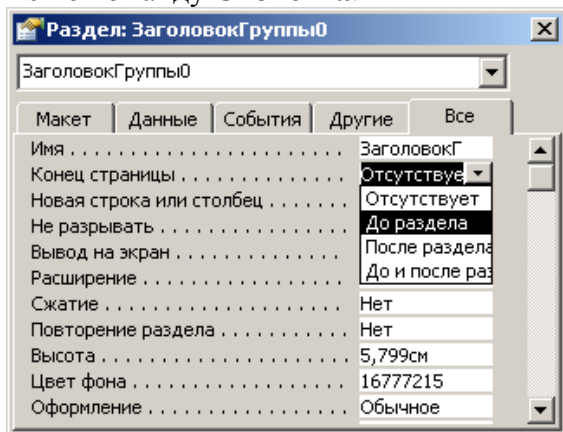 Раздел: ЗаголовокГруппы0
ЗаголовокГруппы0
Макет Данные События Другие Все
Имя . . . . . . . . . . . . . . . . . . . . . . . ЗаголовокГ
Конец страницы . . . . . . . . . . . . . . Отсутствуе
Новая строка или столбец . . . . . . . Отсутствует
Не разрывать . . . . . . . . . . . . . . . . До раздела
Вывод на экран . . . . . . . . . . . . . . После раздела
Расширение . . . . . . . . . . . . . . . . . До и после раз
Сжатие . . . . . . . . . . . . . . . . . . . . Нет
Повторение раздела . . . . . . . . . . . Нет
Высота . . . . . . . . . . . . . . . . . . . . 5,799см
Цвет фона . . . . . . . . . . . . . . . . . . 16777215
Оформление . . . . . . . . . . . . . . . . . Обычное